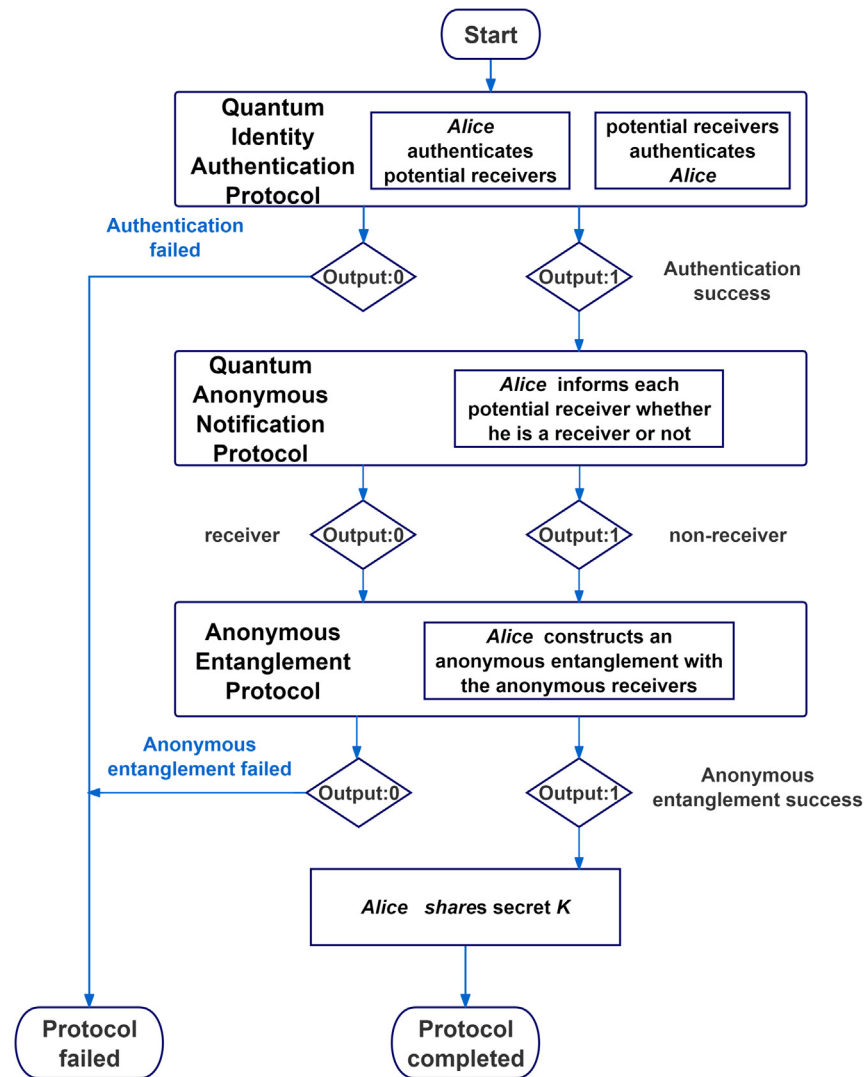 Start
Quantum
Identity
Authentication
Protocol
Alice
authenticates
potential receivers
potential receivers
authenticates
Alice
Authentication
failed
Output:0
Output:1
Authentication
success
Quantum
Anonymous
Notification
Protocol
Alice informs each
potential receiver whether
he is a receiver or not
receiver
Output:0
Output:1
non-receiver
Anonymous
Entanglement
Protocol
Alice constructs an
anonymous entanglement with
the anonymous receivers
Anonymous
entanglement failed
Output:0
Output:1
Anonymous
entanglement success
Alice shares secret K
Protocol
failed
Protocol
completed